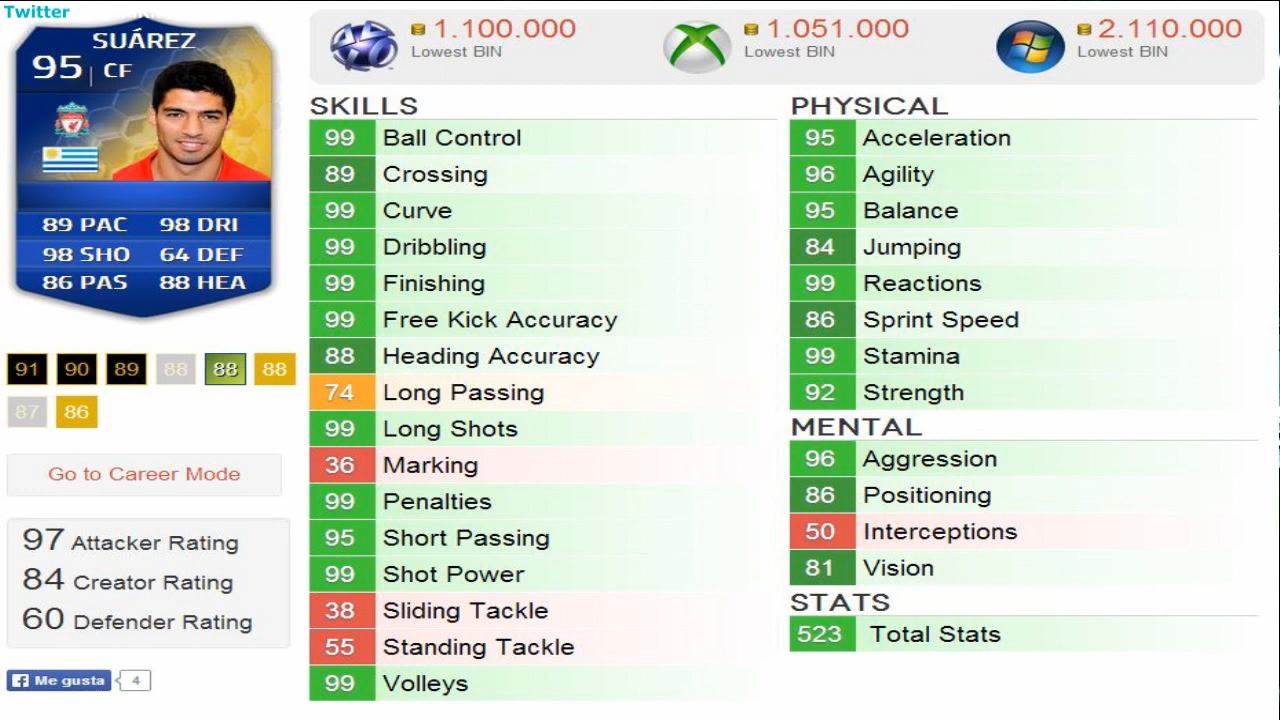 Twitter
SUÁREZ
95 | CF
89 PAC 98 DRI
98 SHO 64 DEF
86 PAS 88 HEA
91 90 89 88 88 88
87 86
Go to Career Mode
97 Attacker Rating
84 Creator Rating
60 Defender Rating
Me gusta 4
1.100.000
Lowest BIN
1.051.000
Lowest BIN
2.110.000
Lowest BIN
SKILLS
99 Ball Control
89 Crossing
99 Curve
99 Dribbling
99 Finishing
99 Free Kick Accuracy
88 Heading Accuracy
74 Long Passing
99 Long Shots
36 Marking
99 Penalties
95 Short Passing
99 Shot Power
38 Sliding Tackle
55 Standing Tackle
99 Volleys
PHYSICAL
95 Acceleration
96 Agility
95 Balance
84 Jumping
99 Reactions
86 Sprint Speed
99 Stamina
92 Strength
MENTAL
96 Aggression
86 Positioning
50 Interceptions
81 Vision
STATS
523 Total Stats